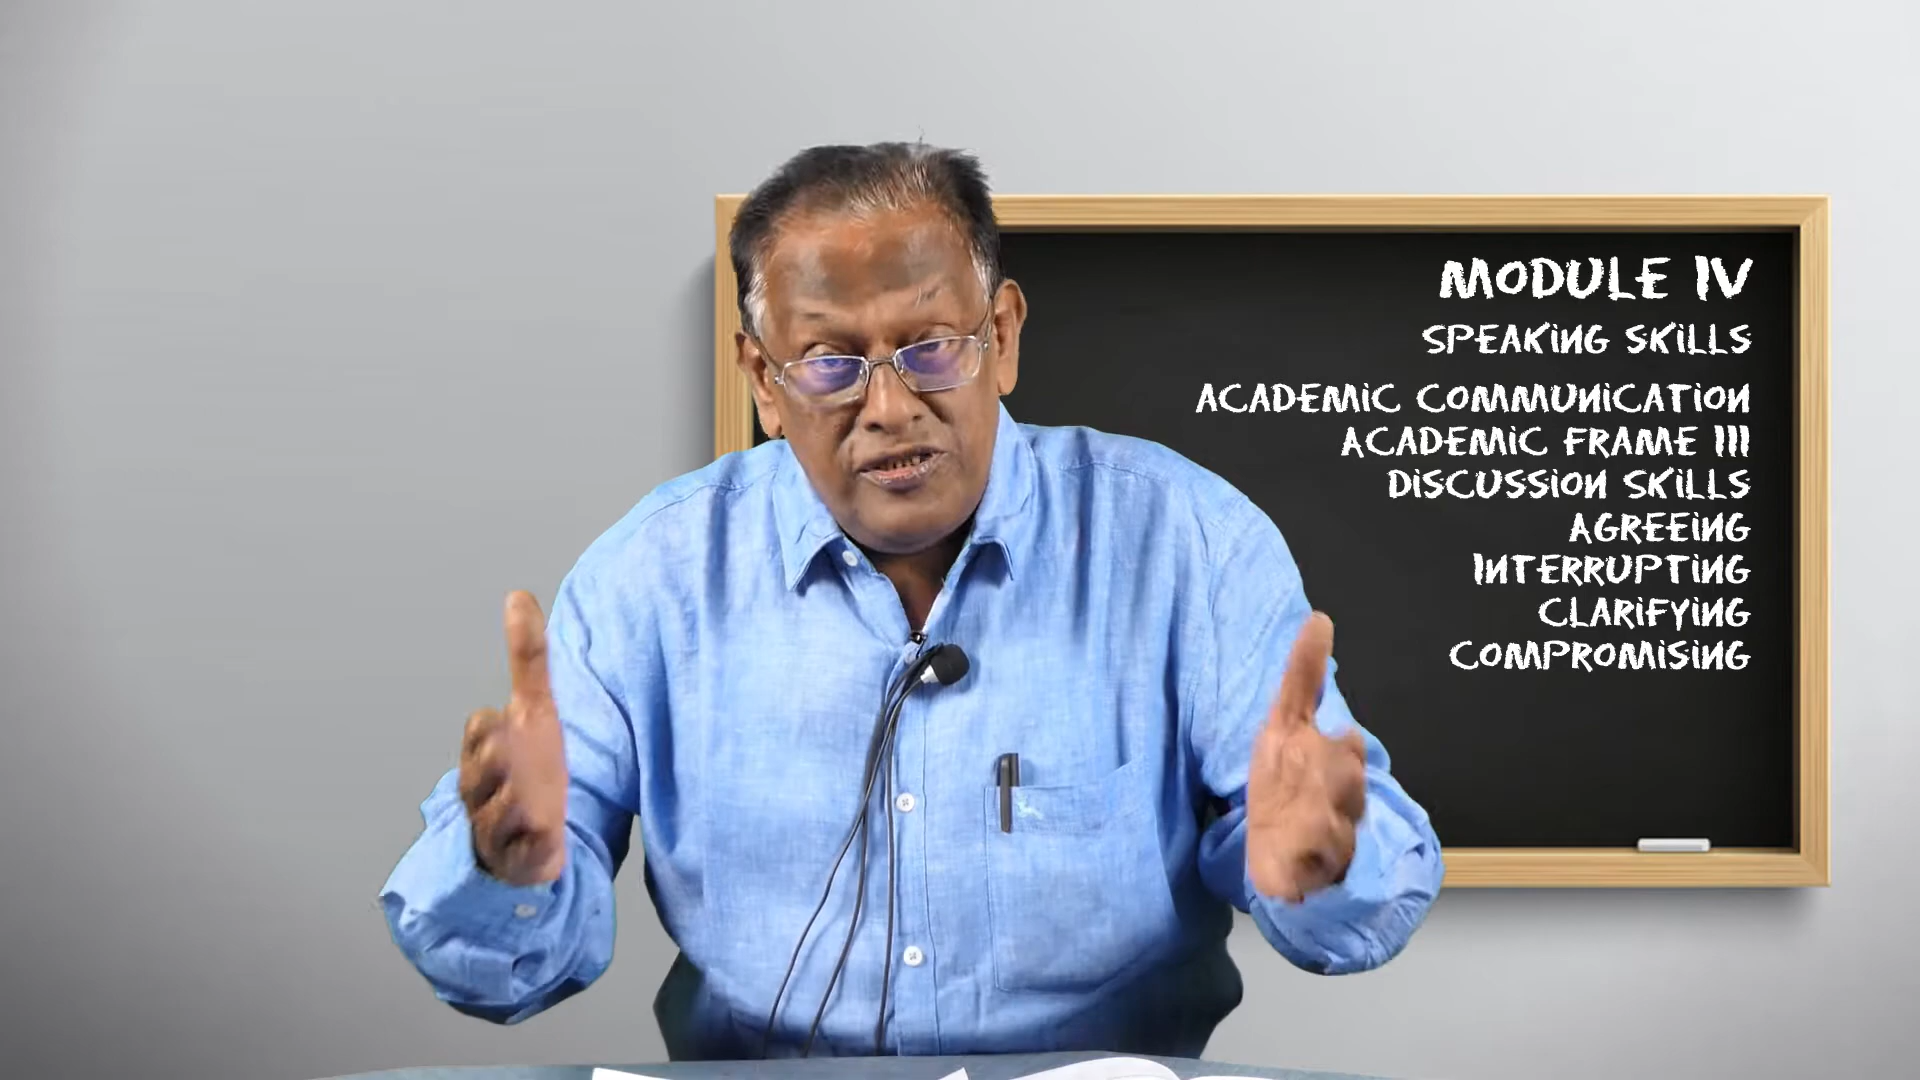 MODULE IV
SPEAKING SKILLS
ACADEMIC COMMUNICATION
ACADEMIC FRAME III
DISCUSSION SKILLS
AGREEING
INTERRUPTING
CLARIFYING
COMPROMISING